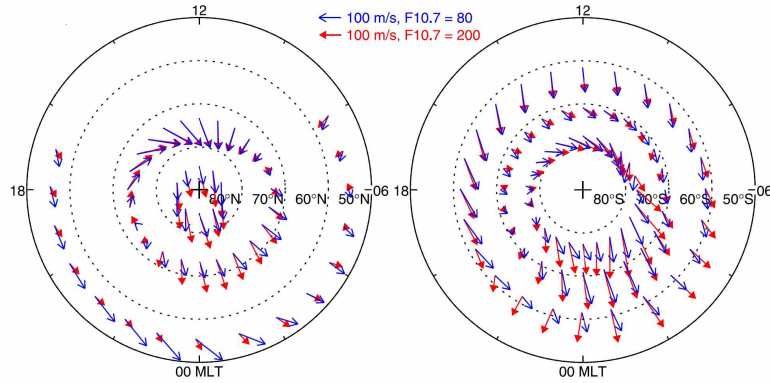 12
100 m/s, F10.7 = 80
100 m/s, F10.7 = 200
12
18
80°N 70°N 60°N 50°N
06
00 MLT
18
80°S 70°S 60°S 50°S
06
00 MLT